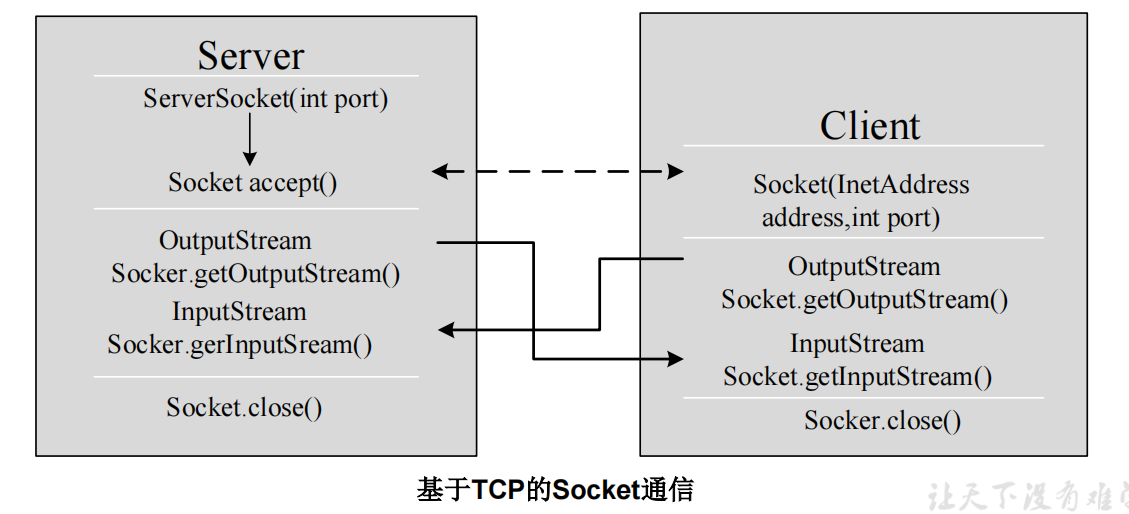 Server
ServerSocket(int port)
Socket accept()
OutputStream
Socker.getOutputStream()
InputStream
Socker.gerInputSream()
Socket.close()
Client
Socket(InetAddress
address,int port)
OutputStream
Socket.getOutputStream()
InputStream
Socket.getInputStream()
Socker.close()
基于TCP的Socket通信
让天下没有难